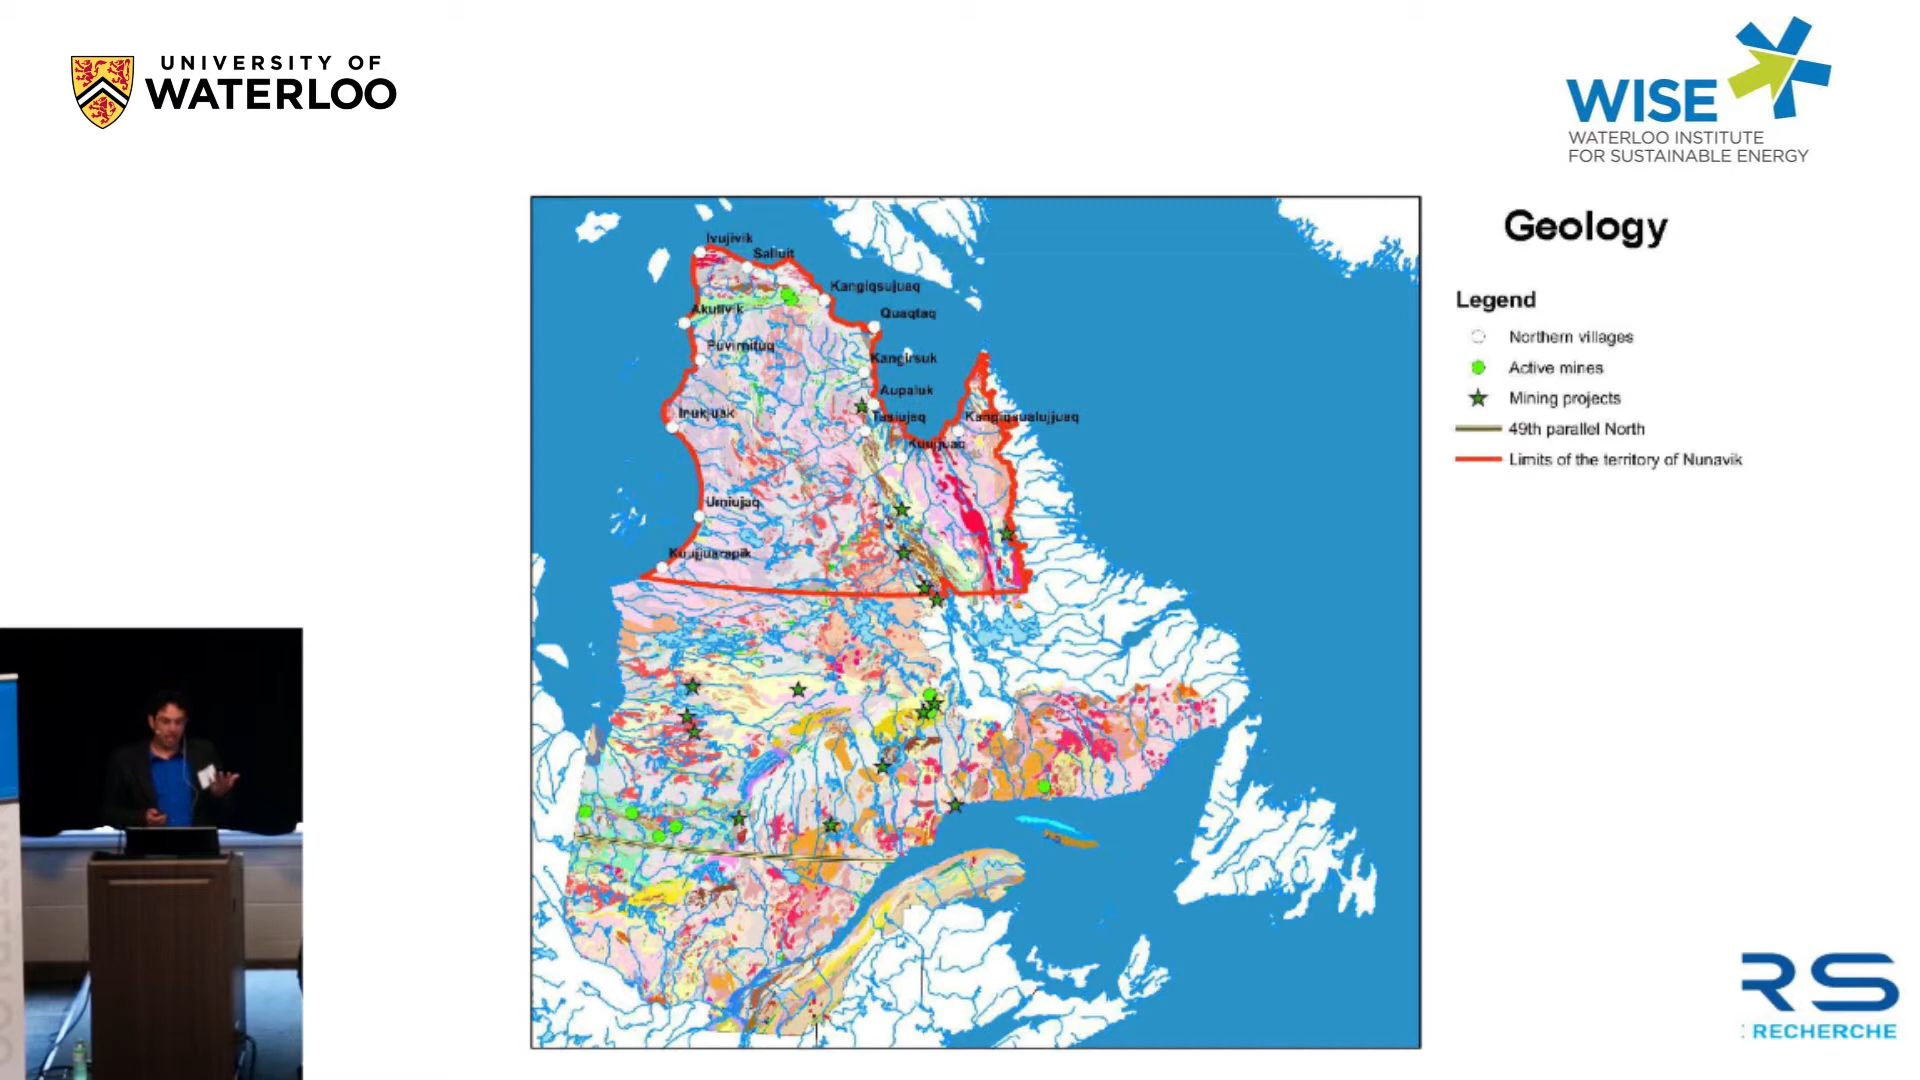 UNIVERSITY OF
WATERLOO
WISE
WATERLOO INSTITUTE
FOR SUSTAINABLE ENERGY
Geology
Legend
Northern villages
Active mines
Mining projects
49th parallel North
Limits of the territory of Nunavik
Ivujivik
Salluit
Kangiqsujuaq
Akulivik
Quaqtaq
Puvirnituq
Kangirsuk
Aupaluk
Inukjuak
Tasiujaq
Kangiqsualujjuaq
Kuujjuaq
Umiujaq
Kuujjuarapik
RS
RECHERCHE